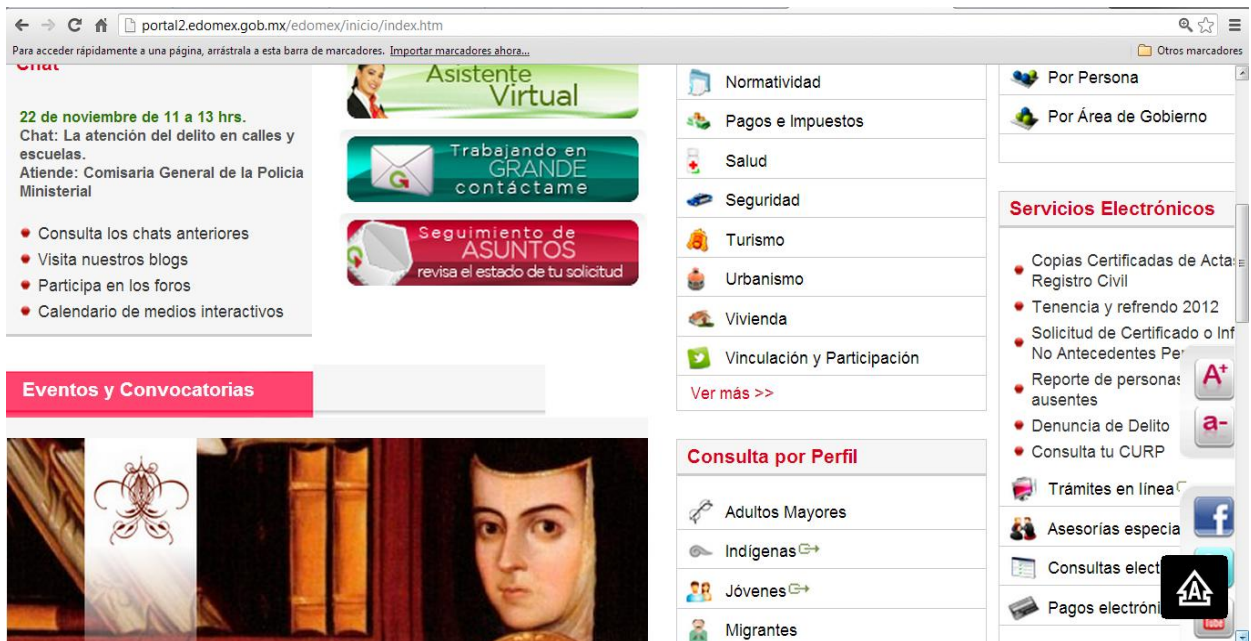 portal2.edomex.gob.mx/edomex/inicio/index.htm
Para acceder rápidamente a una página, arrástrala a esta barra de marcadores. Importar marcadores ahora...
Otros marcadores
Chat
22 de noviembre de 11 a 13 hrs.
Chat: La atención del delito en calles y
escuelas.
Atiende: Comisaria General de la Policia
Ministerial
Consulta los chats anteriores
Visita nuestros blogs
Participa en los foros
Calendario de medios interactivos
Eventos y Convocatorias
Asistente
Virtual
Trabajando en
GRANDE
contáctame
G
Seguimiento de
ASUNTOS
revisa el estado de tu solicitud
G
Normatividad
Pagos e Impuestos
Salud
Seguridad
Turismo
Urbanismo
Vivienda
Vinculación y Participación
Ver más >>
Consulta por Perfil
Adultos Mayores
Indígenas
Jóvenes
Migrantes
Por Persona
Por Área de Gobierno
Servicios Electrónicos
Copias Certificadas de Actas
Registro Civil
Tenencia y refrendo 2012
Solicitud de Certificado o Inf
No Antecedentes Pe
Reporte de personas
ausentes
Denuncia de Delito
Consulta tu CURP
Trámites en línea
Asesorías especia
Consultas elect
Pagos electróni
A+
a-
f
A
Tube